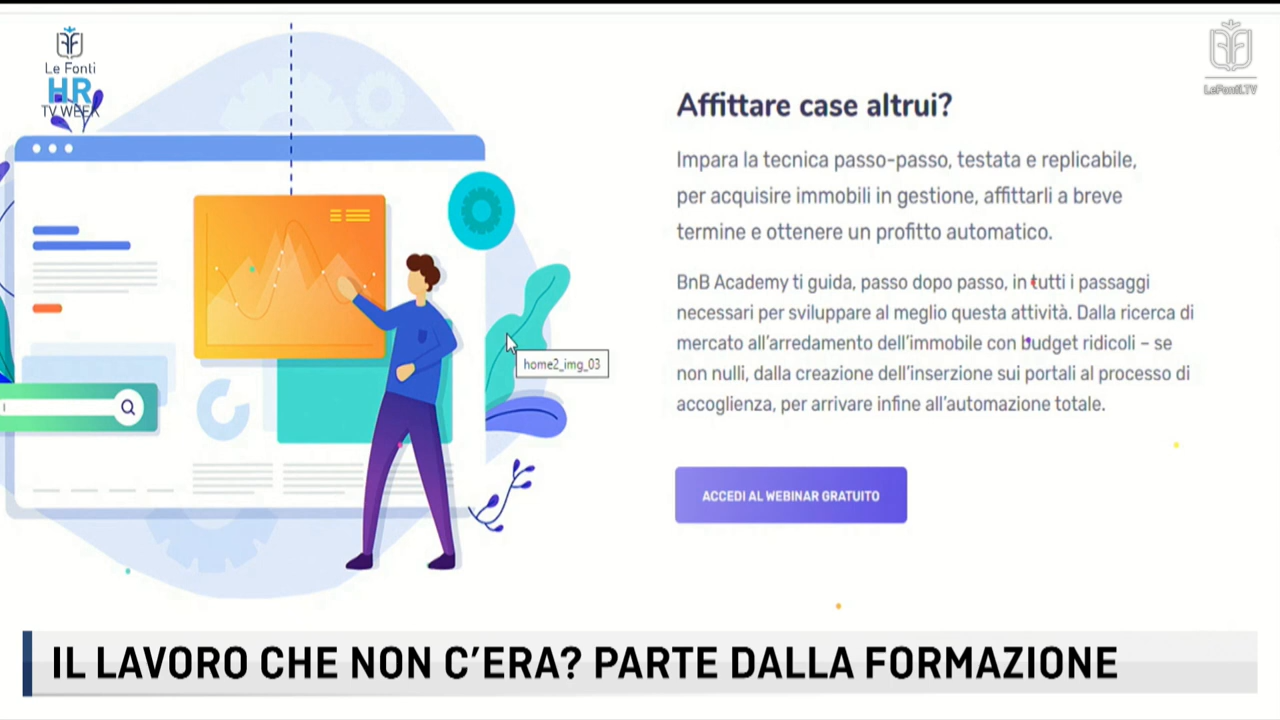 Le Fonti
HR
TV WEEK
LeFonti.TV
Affittare case altrui?
Impara la tecnica passo-passo, testata e replicabile,
per acquisire immobili in gestione, affittarli a breve
termine e ottenere un profitto automatico.
BnB Academy ti guida, passo dopo passo, in tutti i passaggi
necessari per sviluppare al meglio questa attività. Dalla ricerca di
mercato all'arredamento dell'immobile con budget ridicoli – se
non nulli, dalla creazione dell'inserzione sui portali al processo di
accoglienza, per arrivare infine all'automazione totale.
home2_img_03
ACCEDI AL WEBINAR GRATUITO
IL LAVORO CHE NON C'ERA? PARTE DALLA FORMAZIONE